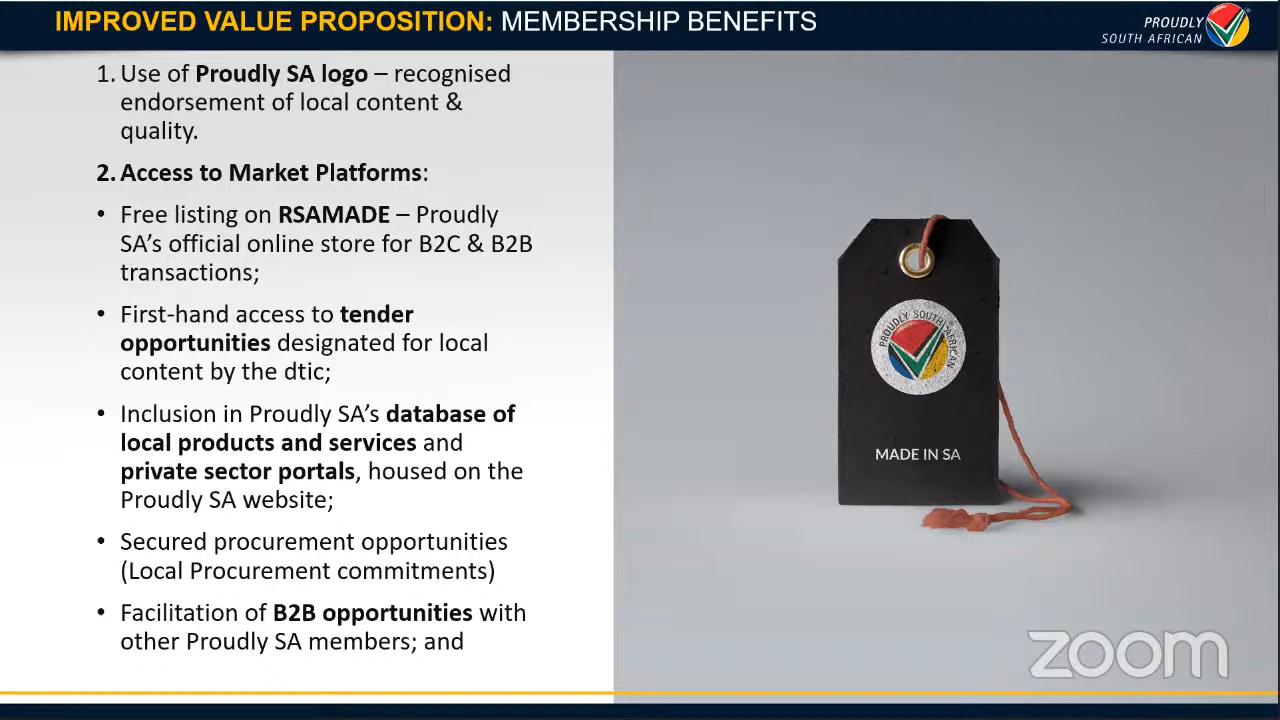 IMPROVED VALUE PROPOSITION: MEMBERSHIP BENEFITS
PROUDLY
SOUTH AFRICAN
1. Use of Proudly SA logo – recognised
endorsement of local content &
quality.
2. Access to Market Platforms:
• Free listing on RSAMADE – Proudly
SA’s official online store for B2C & B2B
transactions;
• First-hand access to tender
opportunities designated for local
content by the dtic;
• Inclusion in Proudly SA’s database of
local products and services and
private sector portals, housed on the
Proudly SA website;
• Secured procurement opportunities
(Local Procurement commitments)
• Facilitation of B2B opportunities with
other Proudly SA members; and
PROUDLY SOUTH AFRICAN
MADE IN SA
zoom